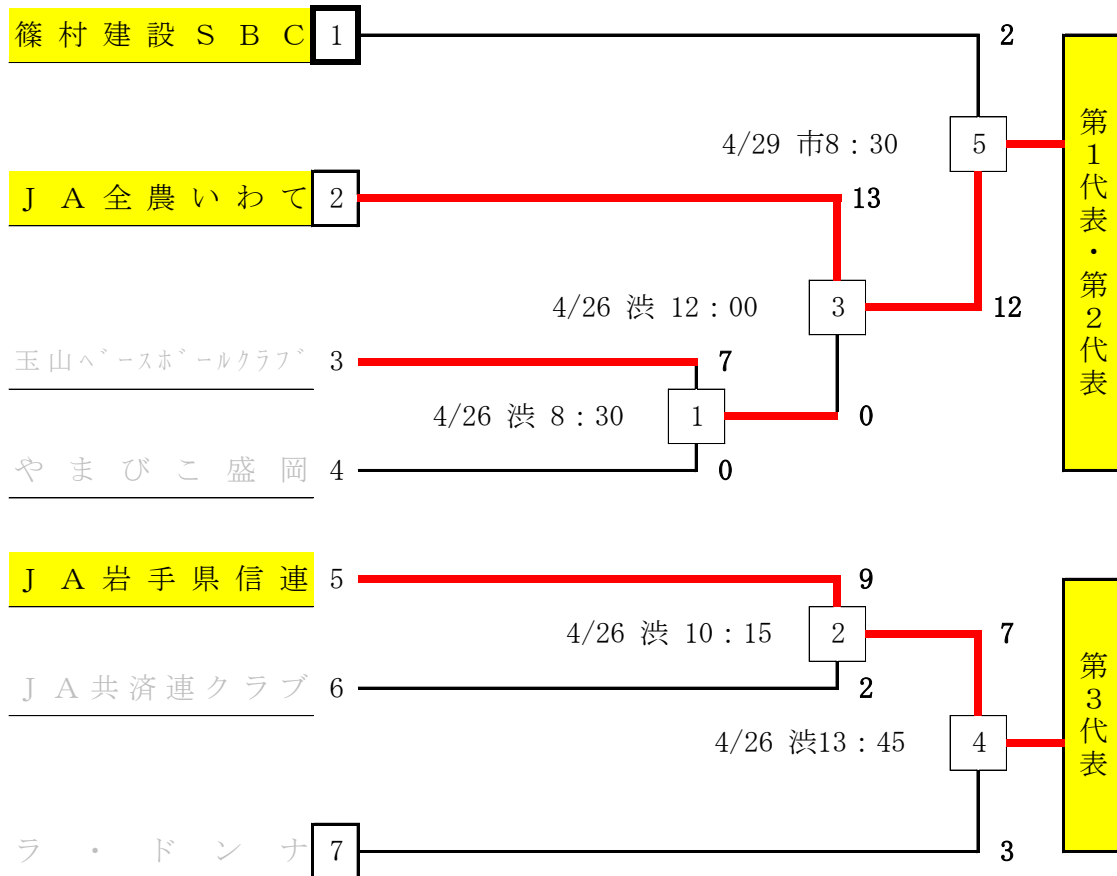 篠村建設ＳＢＣ 1 2
4/29 市8：30 5
ＪＡ全農いわて 2 13
4/26 渋 12：00 3 12
第１代表・第２代表
玉山ﾍﾞｰｽﾎﾞｰﾙｸﾗﾌﾞ 3 7
4/26 渋 8：30 1 0
やまびこ盛岡 4 0
ＪＡ岩手県信連 5 9
4/26 渋 10：15 2 7
ＪＡ共済連クラブ 6 2
4/26 渋13：45 4
第３代表
ラ・ドンナ 7 3